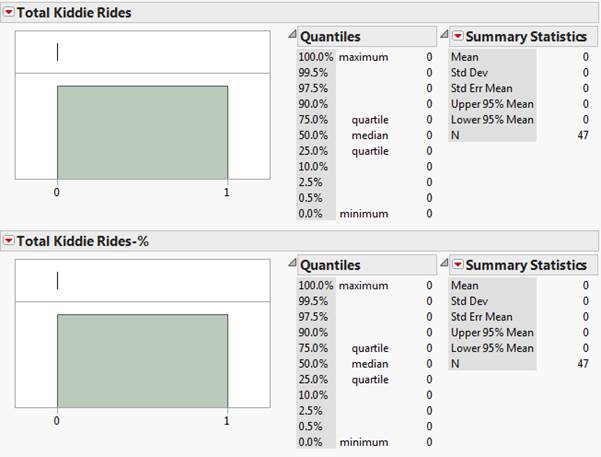 Total Kiddie Rides
0 1
Quantiles
100.0% maximum 0
99.5% 0
97.5% 0
90.0% 0
75.0% quartile 0
50.0% median 0
25.0% quartile 0
10.0% 0
2.5% 0
0.5% 0
0.0% minimum 0
Summary Statistics
Mean 0
Std Dev 0
Std Err Mean 0
Upper 95% Mean 0
Lower 95% Mean 0
N 47
Total Kiddie Rides-%
0 1
Quantiles
100.0% maximum 0
99.5% 0
97.5% 0
90.0% 0
75.0% quartile 0
50.0% median 0
25.0% quartile 0
10.0% 0
2.5% 0
0.5% 0
0.0% minimum 0
Summary Statistics
Mean 0
Std Dev 0
Std Err Mean 0
Upper 95% Mean 0
Lower 95% Mean 0
N 47